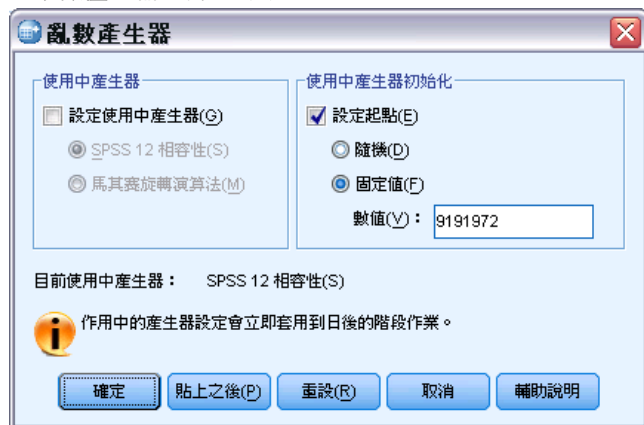 亂數產生器
使用中產生器
設定使用中產生器(G)
SPSS 12 相容性(S)
馬其賽旋轉演算法(M)
使用中產生器初始化
設定起點(E)
隨機(D)
固定值(F)
數值(V)： 9191972
目前使用中產生器： SPSS 12 相容性(S)
作用中的產生器設定會立即套用到日後的階段作業。
確定 貼上之後(P) 重設(R) 取消 輔助說明